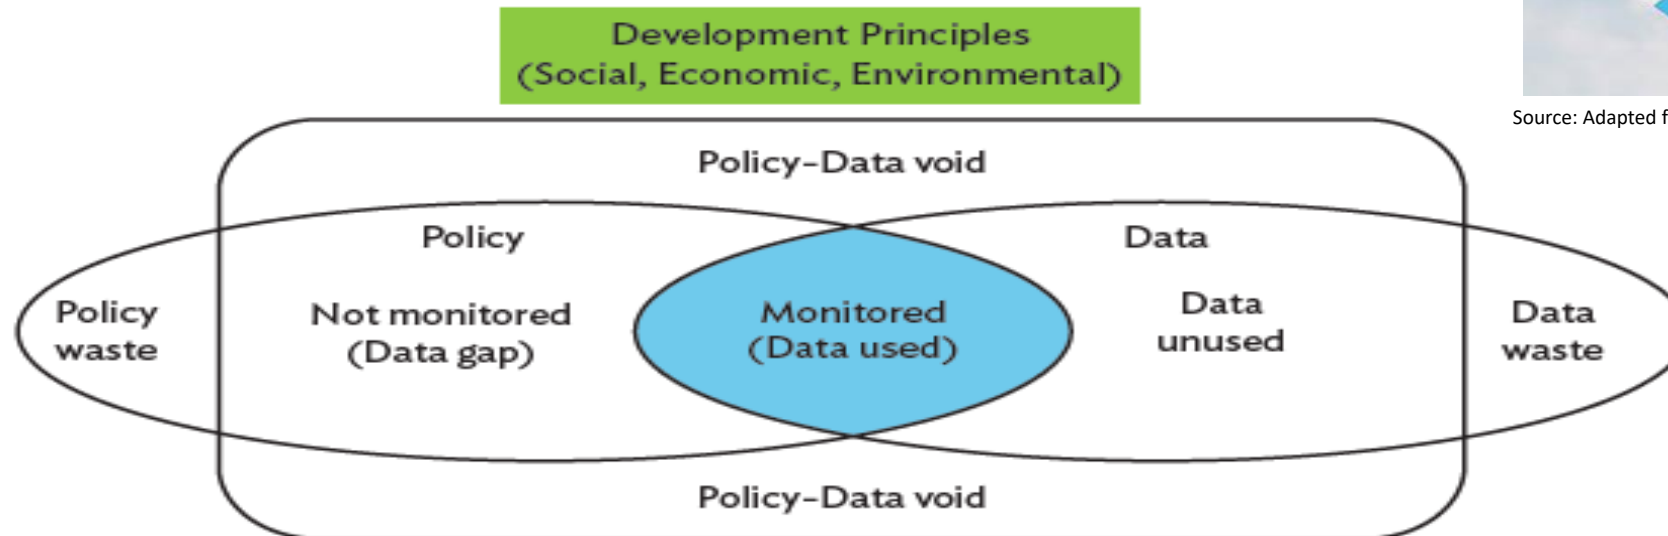 Development Principles
(Social, Economic, Environmental)
Source: Adapted f
Policy-Data void
Policy
Data
Policy
waste
Not monitored
(Data gap)
Monitored
(Data used)
Data
unused
Data
waste
Policy-Data void